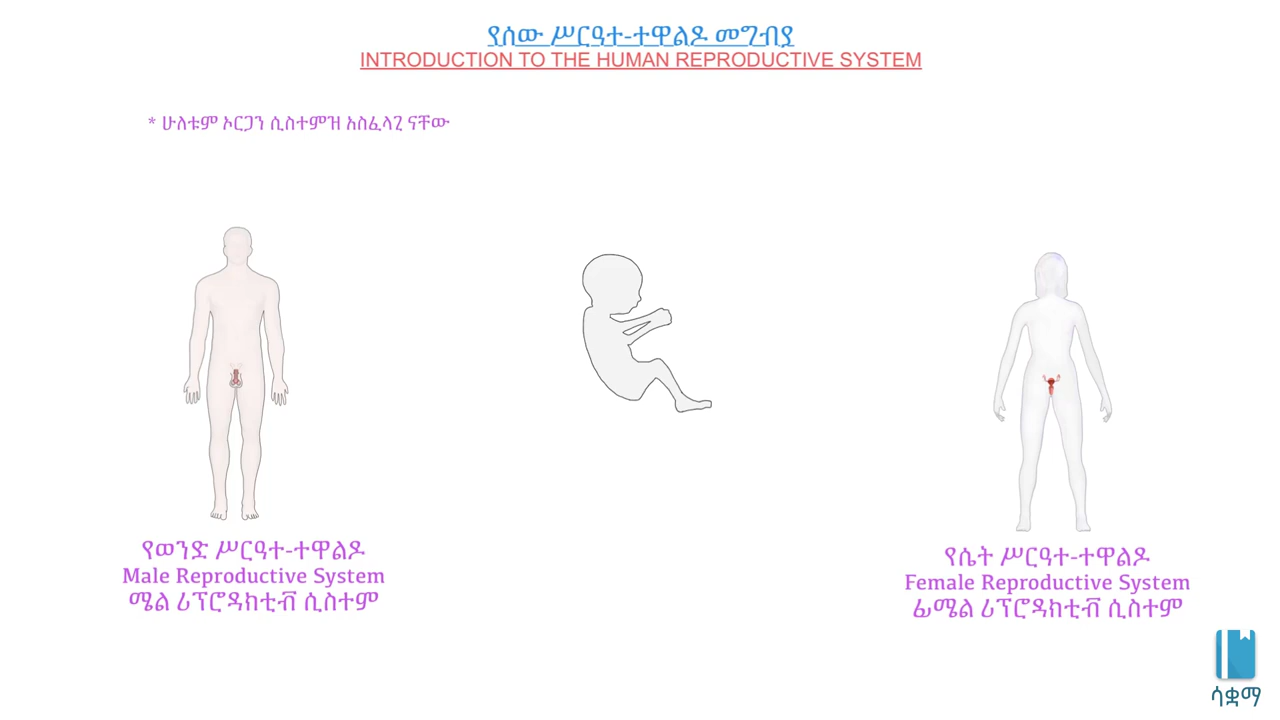 የሰው ሥርዓተ-ተዋልዶ መግብያ
INTRODUCTION TO THE HUMAN REPRODUCTIVE SYSTEM
* ሁለቱም ኦርጋን ሲስተምዝ አስፈላጊ ናቸው
የወንድ ሥርዓተ-ተዋልዶ
Male Reproductive System
ሜል ሪፕሮዳክቲቭ ሲስተም
የሴት ሥርዓተ-ተዋልዶ
Female Reproductive System
ፊሜል ሪፕሮዳክቲቭ ሲስተም
ሳቋማ